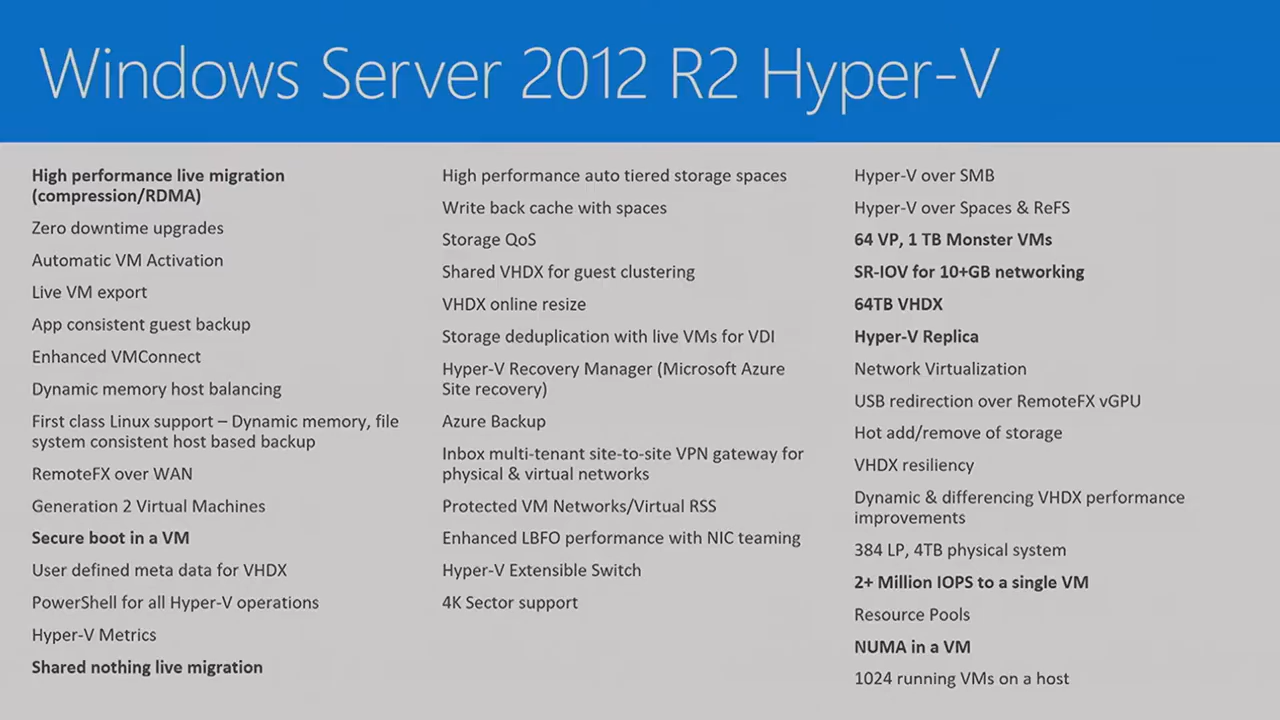 Windows Server 2012 R2 Hyper-V
High performance live migration
(compression/RDMA)
Zero downtime upgrades
Automatic VM Activation
Live VM export
App consistent guest backup
Enhanced VMConnect
Dynamic memory host balancing
First class Linux support – Dynamic memory, file
system consistent host based backup
RemoteFX over WAN
Generation 2 Virtual Machines
Secure boot in a VM
User defined meta data for VHDX
PowerShell for all Hyper-V operations
Hyper-V Metrics
Shared nothing live migration
High performance auto tiered storage spaces
Write back cache with spaces
Storage QoS
Shared VHDX for guest clustering
VHDX online resize
Storage deduplication with live VMs for VDI
Hyper-V Recovery Manager (Microsoft Azure
Site recovery)
Azure Backup
Inbox multi-tenant site-to-site VPN gateway for
physical & virtual networks
Protected VM Networks/Virtual RSS
Enhanced LBFO performance with NIC teaming
Hyper-V Extensible Switch
4K Sector support
Hyper-V over SMB
Hyper-V over Spaces & ReFS
64 VP, 1 TB Monster VMs
SR-IOV for 10+GB networking
64TB VHDX
Hyper-V Replica
Network Virtualization
USB redirection over RemoteFX vGPU
Hot add/remove of storage
VHDX resiliency
Dynamic & differencing VHDX performance
improvements
384 LP, 4TB physical system
2+ Million IOPS to a single VM
Resource Pools
NUMA in a VM
1024 running VMs on a host